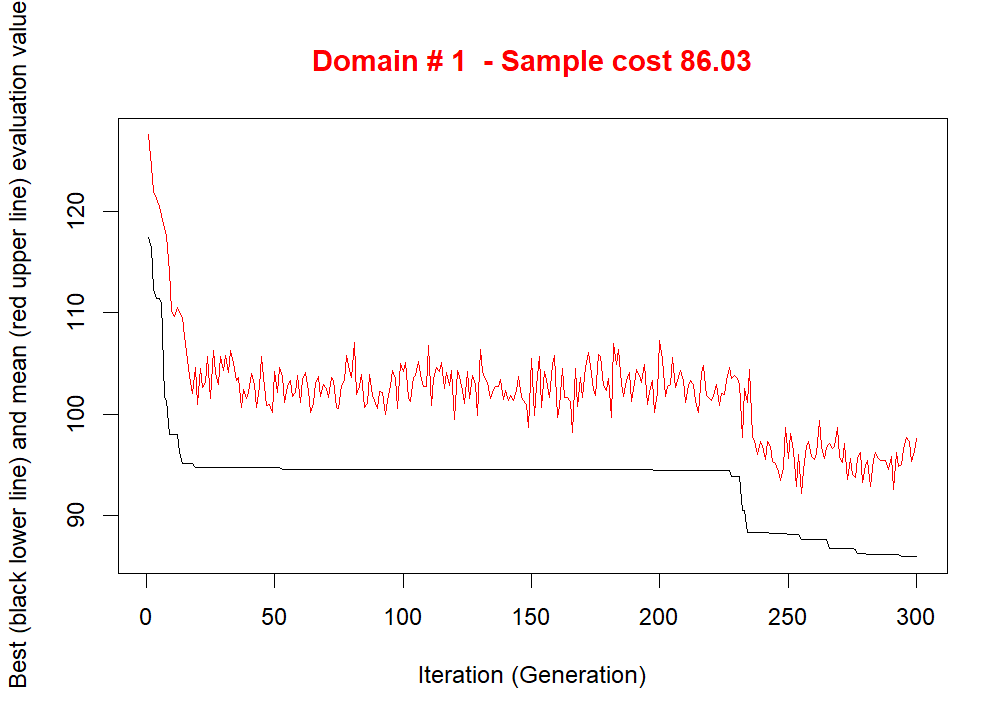 Domain # 1  - Sample cost 86.03
Best (black lower line) and mean (red upper line) evaluation value
120
110
100
90
0 50 100 150 200 250 300
Iteration (Generation)